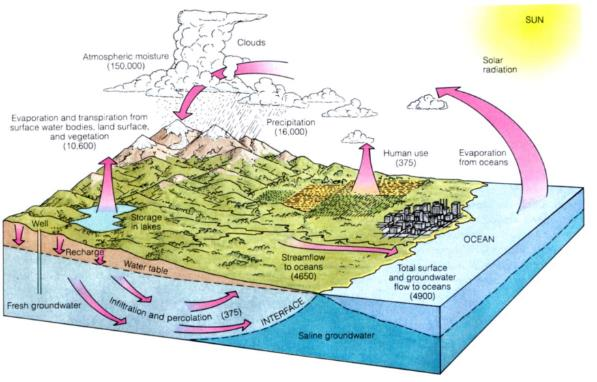 SUN
Clouds
Atmospheric moisture
(150,000)
Solar
radiation
Evaporation and transpiration from
surface water bodies, land surface,
and vegetation
(10,600)
Precipitation
(16,000)
Human use
(375)
Evaporation
from oceans
Well
Storage
in lakes
OCEAN
Recharge
Water table
Streamflow
to oceans
(4650)
Total surface
and groundwater
flow to oceans
(4900)
Fresh groundwater
Infiltration and percolation (375)
INTERFACE
Saline groundwater